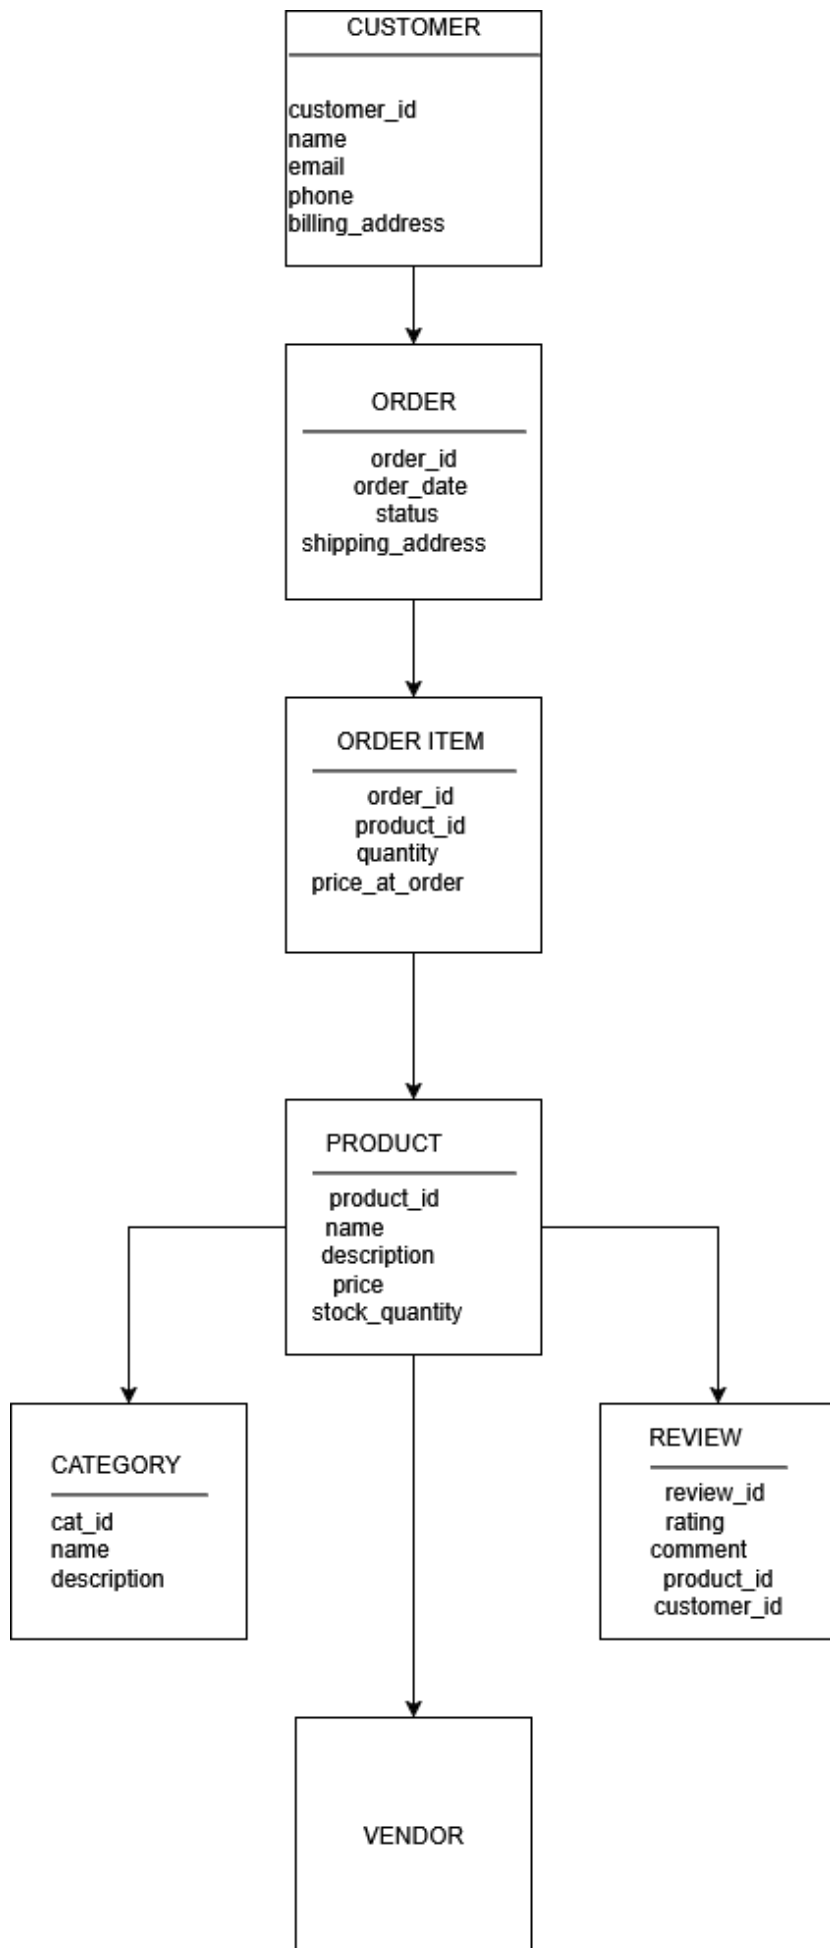 CUSTOMER
customer_id
name
email
phone
billing_address
ORDER
order_id
order_date
status
shipping_address
ORDER ITEM
order_id
product_id
quantity
price_at_order
PRODUCT
product_id
name
description
price
stock_quantity
CATEGORY
cat_id
name
description
REVIEW
review_id
rating
comment
product_id
customer_id
VENDOR